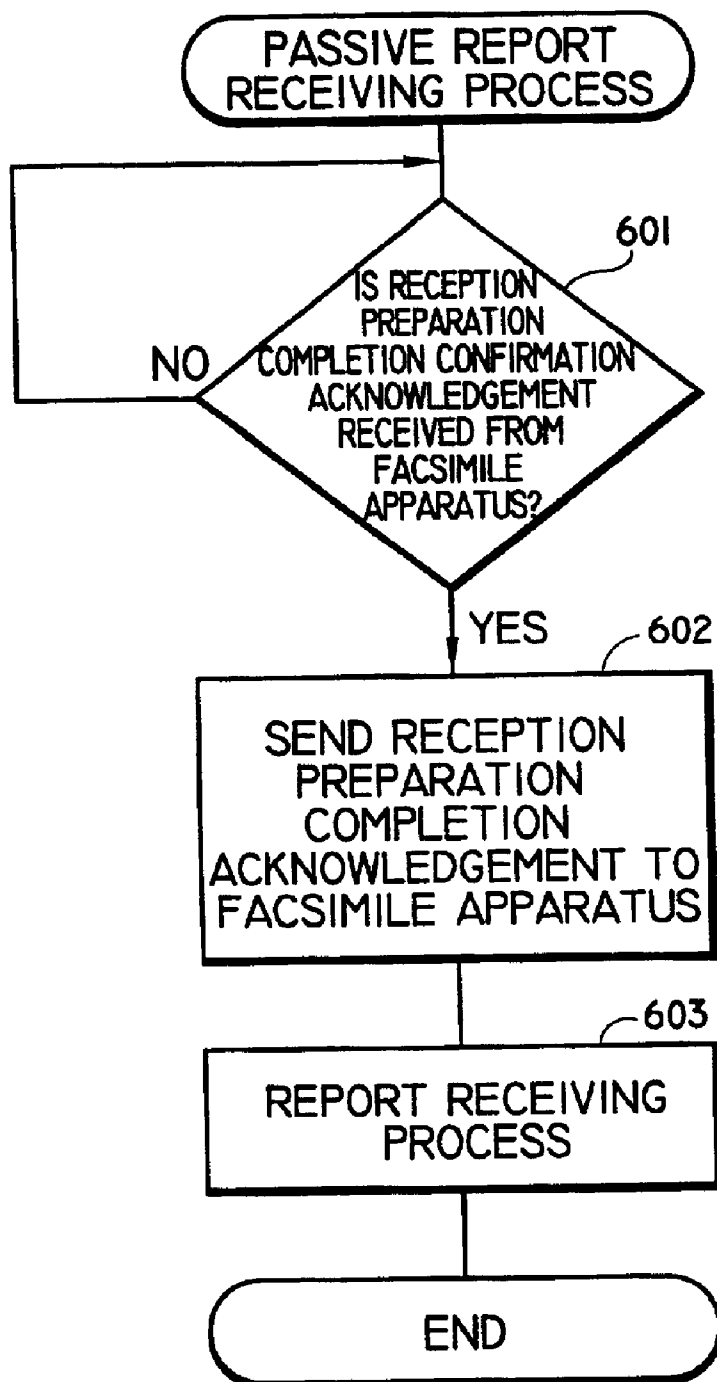 PASSIVE REPORT
RECEIVING PROCESS
601
IS RECEPTION
PREPARATION
COMPLETION CONFIRMATION
ACKNOWLEDGEMENT
RECEIVED FROM
FACSIMILE
APPARATUS?
NO
YES
602
SEND RECEPTION
PREPARATION
COMPLETION
ACKNOWLEDGEMENT TO
FACSIMILE APPARATUS
603
REPORT RECEIVING
PROCESS
END